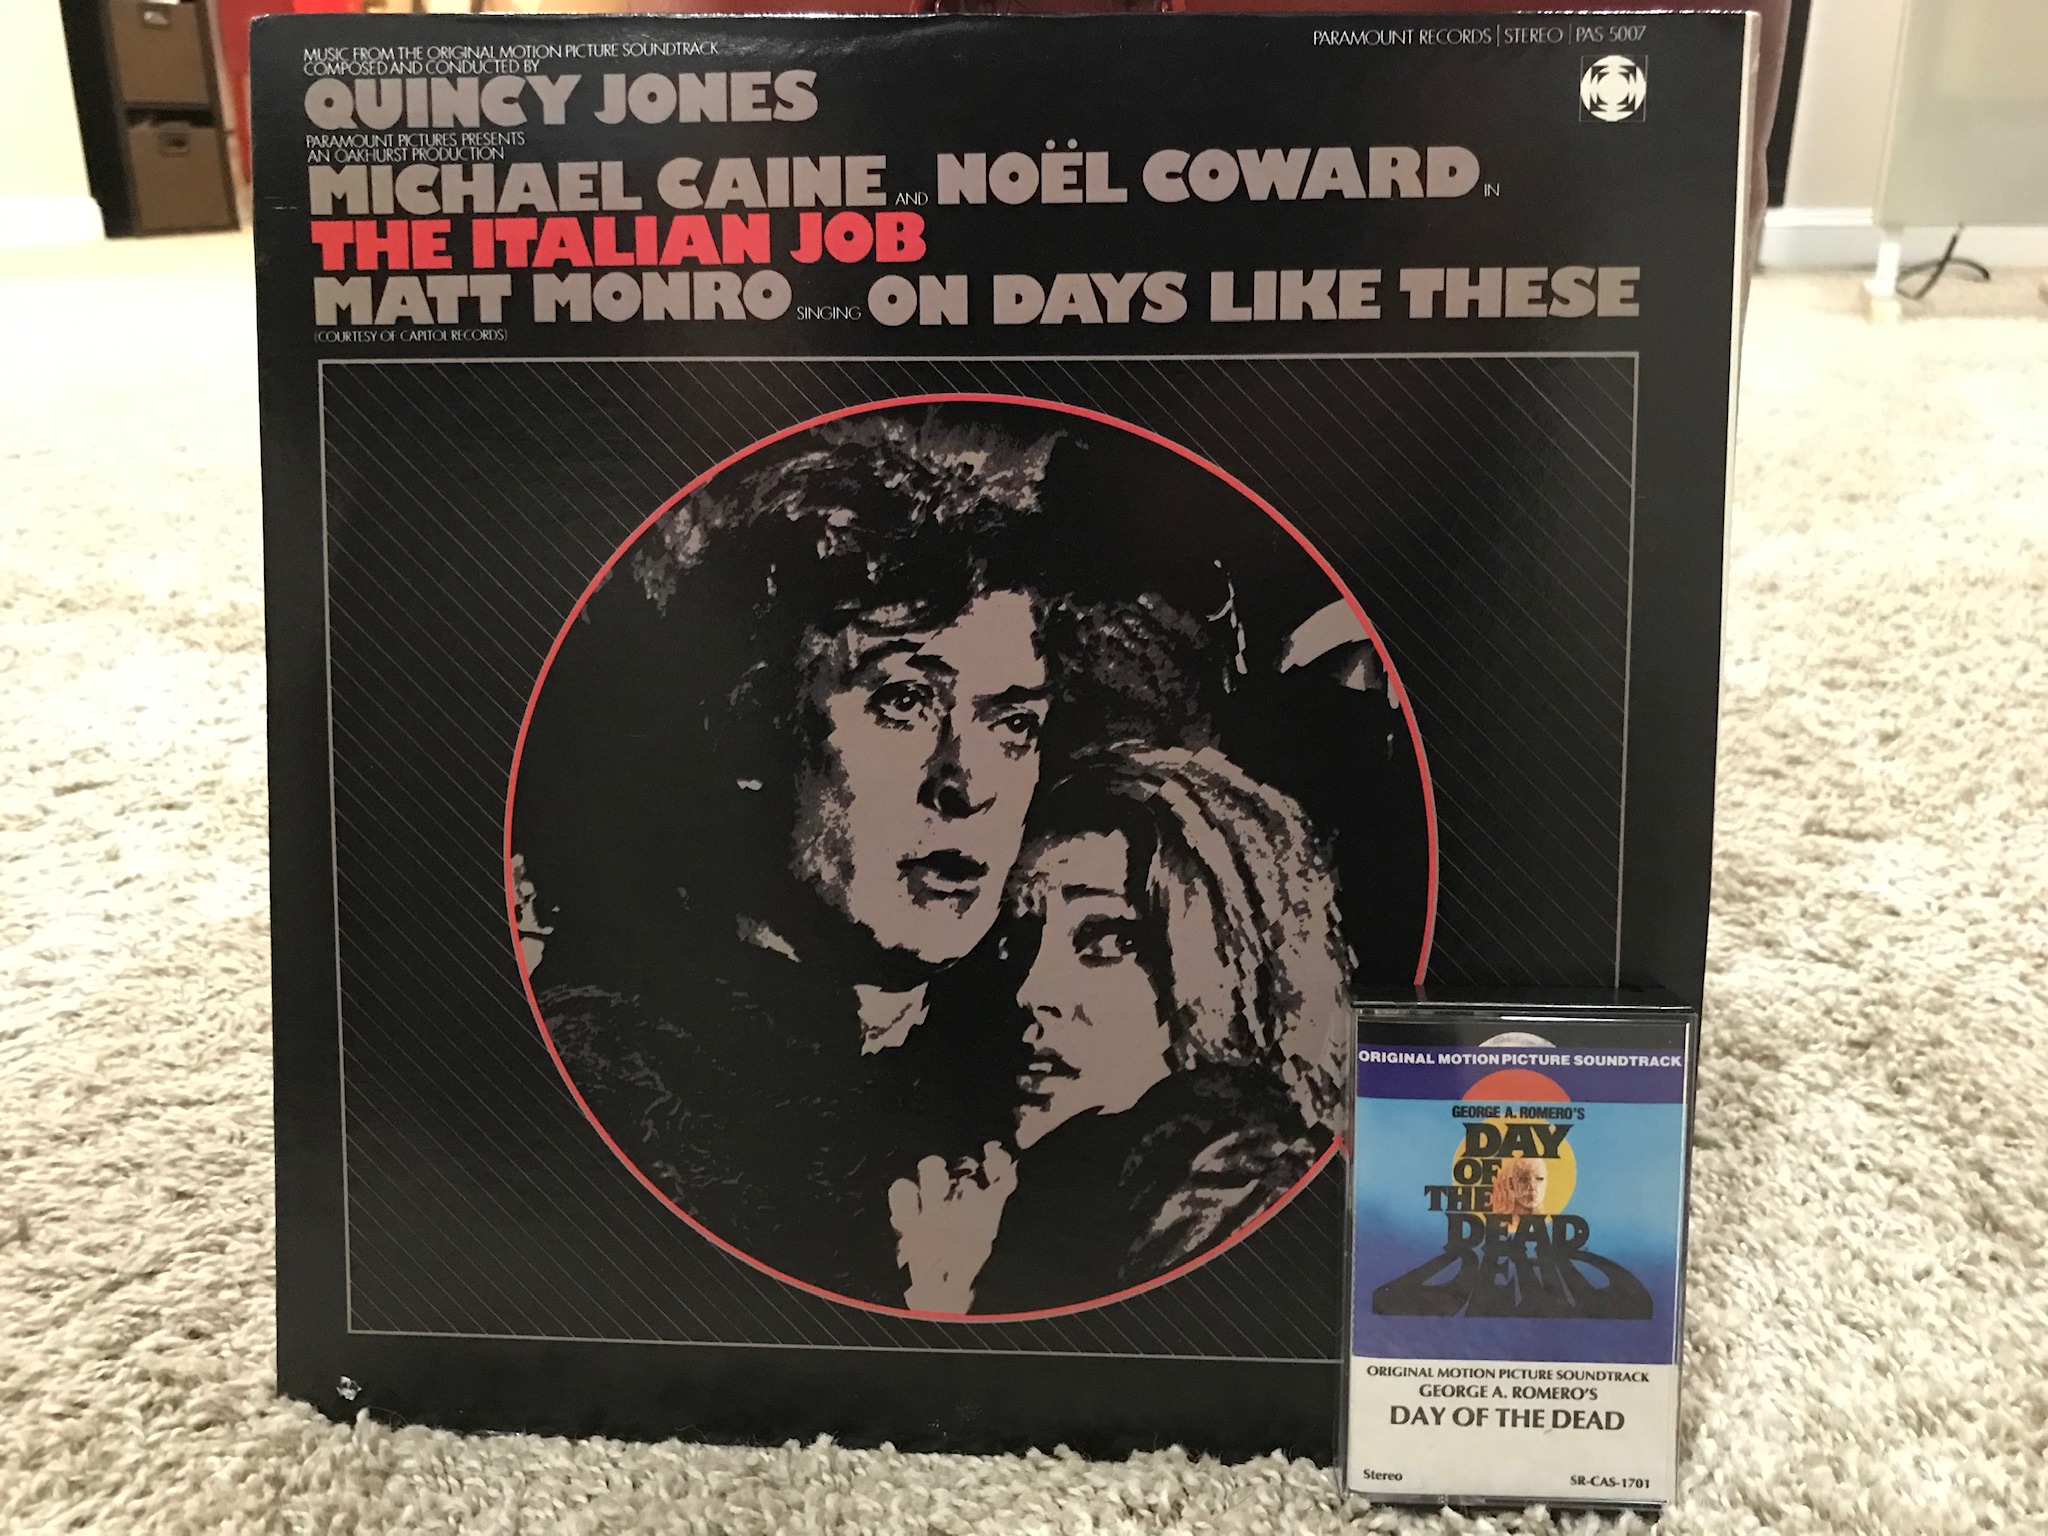 MUSIC FROM THE ORIGINAL MOTION PICTURE SOUNDTRACK
COMPOSED AND CONDUCTED BY
QUINCY JONES
PARAMOUNT PICTURES PRESENTS
AN OAKHURST PRODUCTION
MICHAEL CAINE AND NOËL COWARD IN
THE ITALIAN JOB
MATT MONRO SINGING ON DAYS LIKE THESE
(COURTESY OF CAPITOL RECORDS)
PARAMOUNT RECORDS | STEREO | PAS 5007
ORIGINAL MOTION PICTURE SOUNDTRACK
GEORGE A. ROMERO'S
DAY
OF
THE
DEAD
ORIGINAL MOTION PICTURE SOUNDTRACK
GEORGE A. ROMERO'S
DAY OF THE DEAD
Stereo
SR-CAS-1701